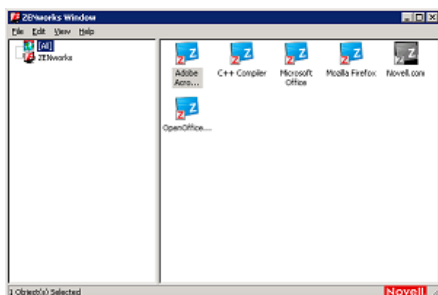 ZENworks Window
File Edit View Help
[All]
ZENworks
Adobe Acro...
C++ Compiler
Microsoft Office
Mozilla Firefox
Novell.com
OpenOffice....
1 Object(s) Selected
Novell